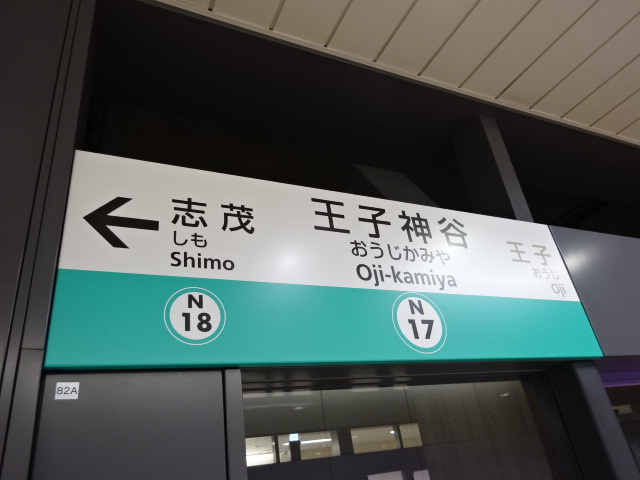 志茂
しも
Shimo
N
18
王子神谷
おうじかみや
Oji-kamiya
N
17
王子
おうじ
Oji
82A